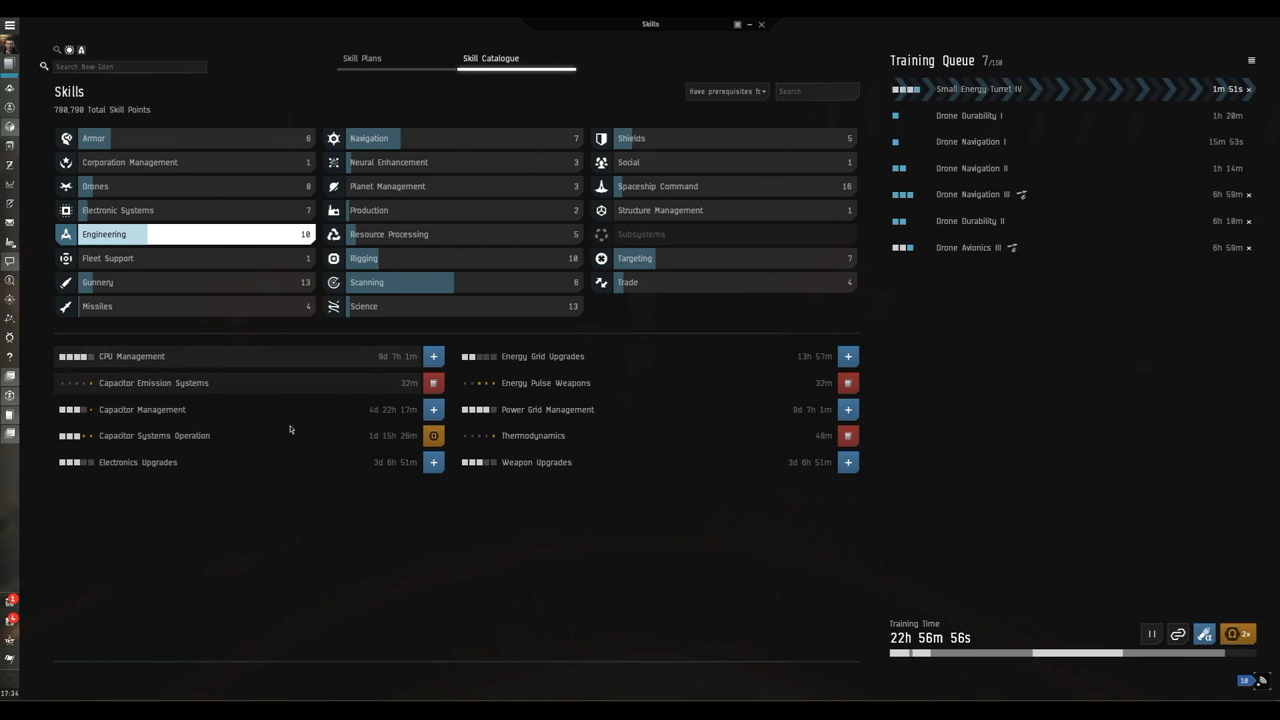 Skills
Search New Eden
Skill Plans
Skill Catalogue
Skills
780,790 Total Skill Points
Have prerequisites fo
Search
Armor 6
Navigation 7
Shields 5
Corporation Management 1
Neural Enhancement 3
Social 1
Drones 8
Planet Management 3
Spaceship Command 16
Electronic Systems 7
Production 2
Structure Management 1
Engineering 10
Resource Processing 5
Subsystems
Fleet Support 1
Rigging 10
Targeting 7
Gunnery 13
Scanning 6
Trade 4
Missiles 4
Science 13
CPU Management 9d 7h 1m
Energy Grid Upgrades 13h 57m
Capacitor Emission Systems 32m
Energy Pulse Weapons 32m
Capacitor Management 4d 22h 17m
Power Grid Management 9d 7h 1m
Capacitor Systems Operation 1d 15h 26m
Thermodynamics 48m
Electronics Upgrades 3d 6h 51m
Weapon Upgrades 3d 6h 51m
Training Queue 7/150
Small Energy Turret IV 1m 51s
Drone Durability I 1h 20m
Drone Navigation I 15m 53s
Drone Navigation II 1h 14m
Drone Navigation III 6h 59m
Drone Durability II 6h 10m
Drone Avionics III 6h 59m
Training Time
22h 56m 56s
2x
10
1
4
17:34